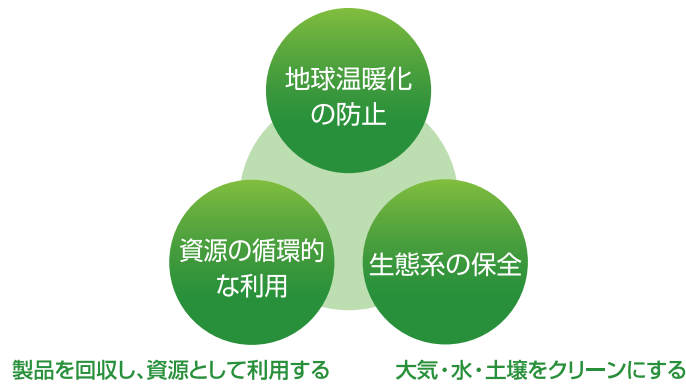 地球温暖化
の防止
資源の循環的
な利用
生態系の保全
製品を回収し、資源として利用する
大気・水・土壌をクリーンにする